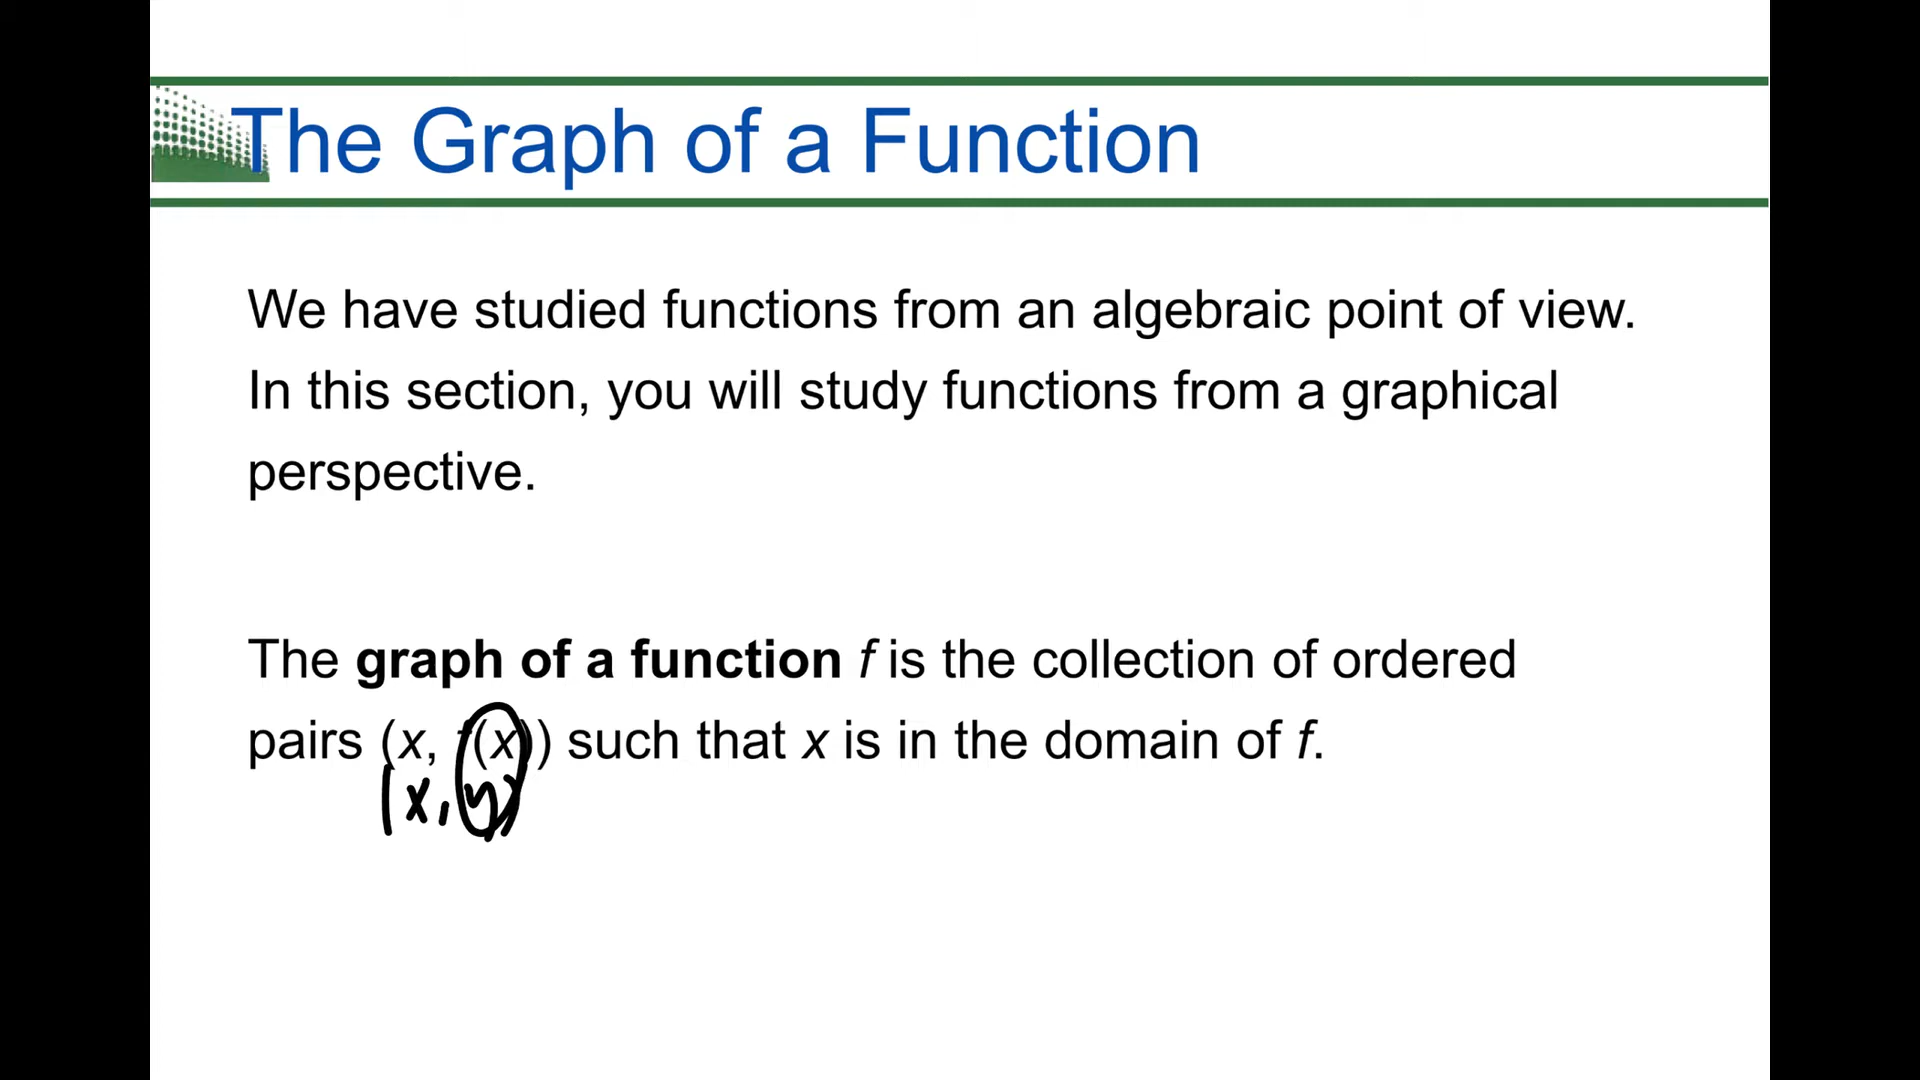 The Graph of a Function
We have studied functions from an algebraic point of view.
In this section, you will study functions from a graphical
perspective.
The graph of a function f is the collection of ordered
pairs (x, f(x)) such that x is in the domain of f.
(x, y)